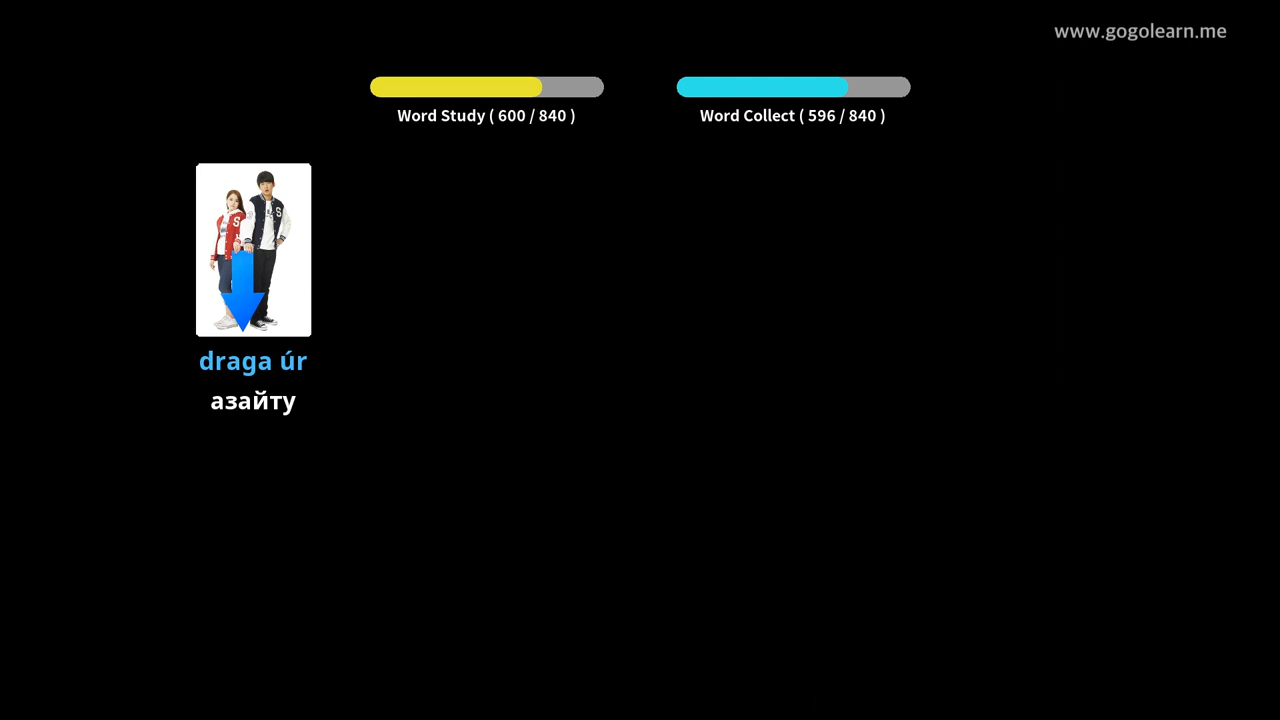 www.gogolearn.me
Word Study ( 600 / 840 )
Word Collect ( 596 / 840 )
S
S
draga úr
азайту